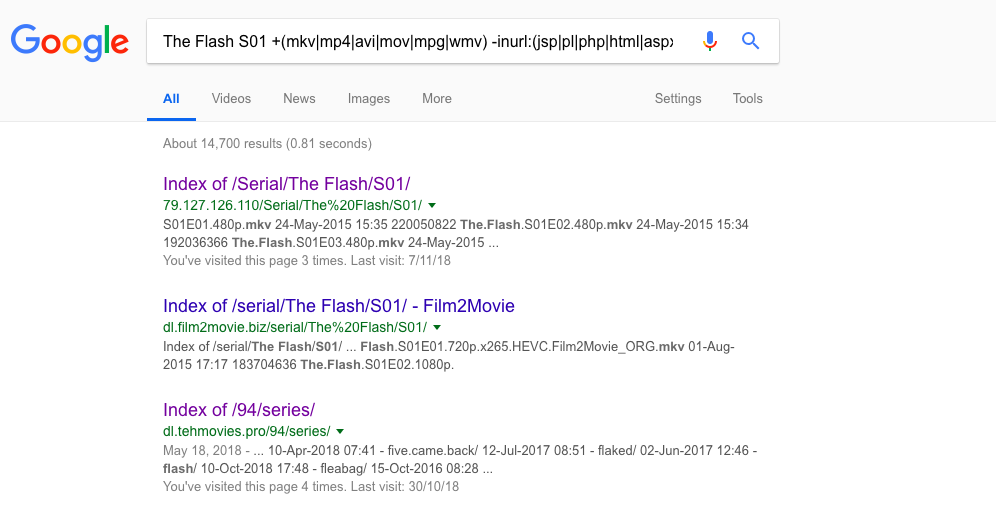 Google
The Flash S01 +(mkv|mp4|avi|mov|mpg|wmv) -inurl:(jsp|pl|php|html|aspx
All Videos News Images More Settings Tools
About 14,700 results (0.81 seconds)
Index of /Serial/The Flash/S01/
79.127.126.110/Serial/The%20Flash/S01/
S01E01.480p.mkv 24-May-2015 15:35 220050822 The.Flash.S01E02.480p.mkv 24-May-2015 15:34
192036366 The.Flash.S01E03.480p.mkv 24-May-2015 ...
You've visited this page 3 times. Last visit: 7/11/18
Index of /serial/The Flash/S01/ - Film2Movie
dl.film2movie.biz/serial/The%20Flash/S01/
Index of /serial/The Flash/S01/ ... Flash.S01E01.720p.x265.HEVC.Film2Movie_ORG.mkv 01-Aug-
2015 17:17 183704636 The.Flash.S01E02.1080p.
Index of /94/series/
dl.tehmovies.pro/94/series/
May 18, 2018 - ... 10-Apr-2018 07:41 - five.came.back/ 12-Jul-2017 08:51 - flaked/ 02-Jun-2017 12:46 -
flash/ 10-Oct-2018 17:48 - fleabag/ 15-Oct-2016 08:28 ...
You've visited this page 4 times. Last visit: 30/10/18